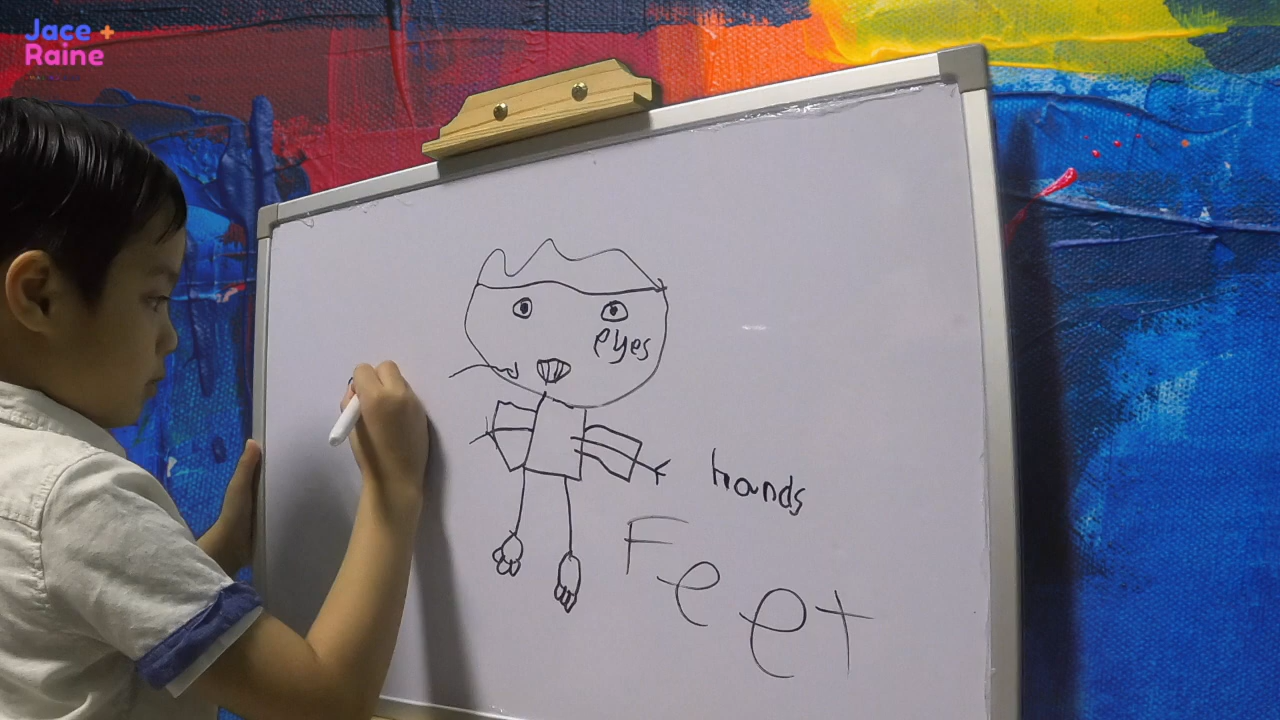 Jace +
Raine
eyes
hands
Feet